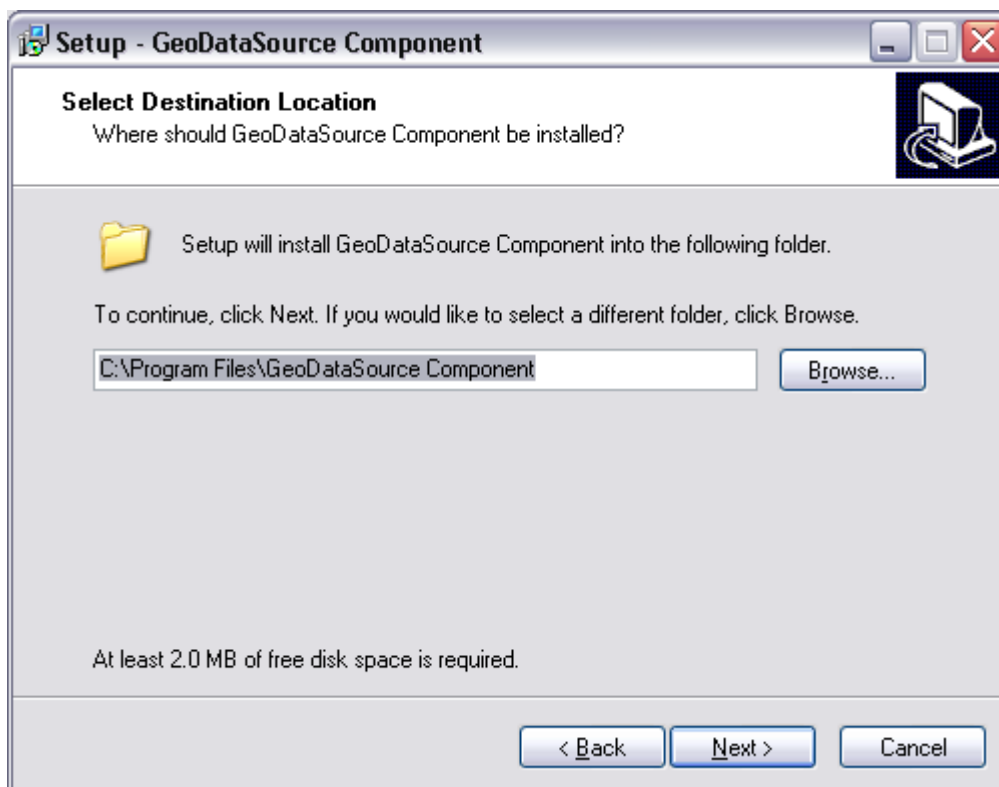 Setup - GeoDataSource Component
Select Destination Location
Where should GeoDataSource Component be installed?
Setup will install GeoDataSource Component into the following folder.
To continue, click Next. If you would like to select a different folder, click Browse.
C:\Program Files\GeoDataSource Component
Browse...
At least 2.0 MB of free disk space is required.
< Back
Next >
Cancel